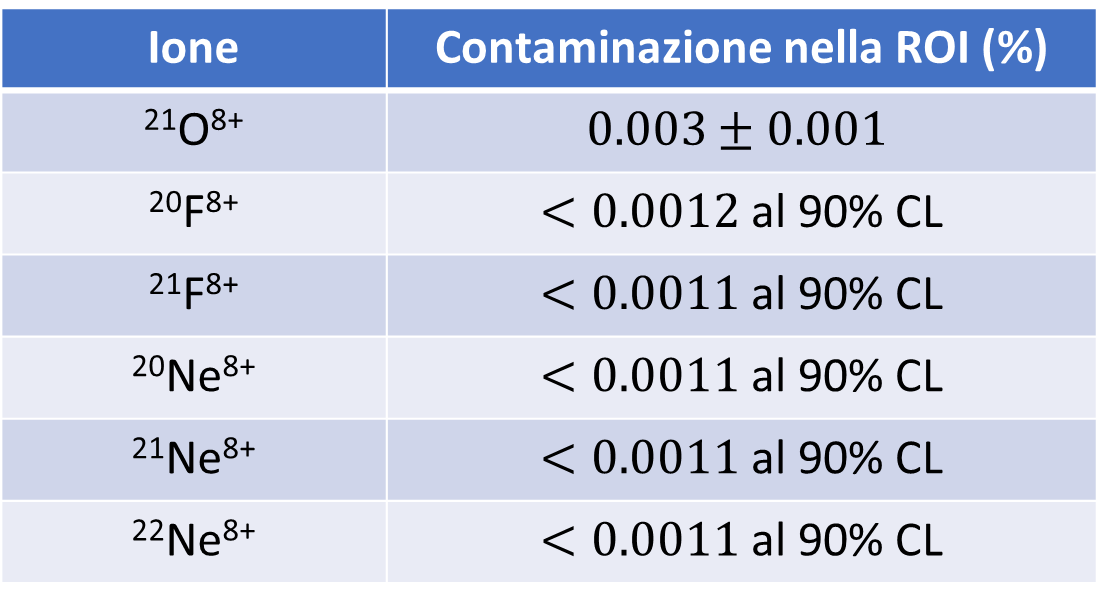 Ione Contaminazione nella ROI (%)
²¹O⁸⁺ 0.003 ± 0.001
²⁰F⁸⁺ < 0.0012 al 90% CL
²¹F⁸⁺ < 0.0011 al 90% CL
²⁰Ne⁸⁺ < 0.0011 al 90% CL
²¹Ne⁸⁺ < 0.0011 al 90% CL
²²Ne⁸⁺ < 0.0011 al 90% CL